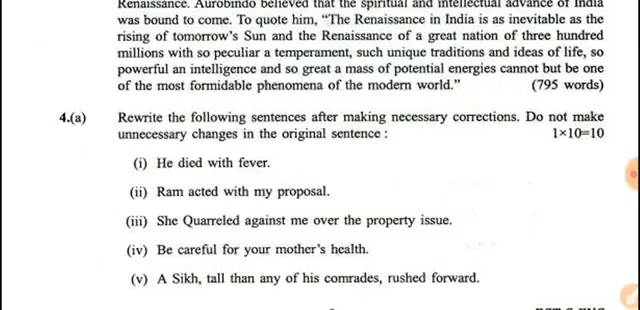 Renaissance. Aurobindo believed that the spiritual and intellectual advance of India
was bound to come. To quote him, “The Renaissance in India is as inevitable as the
rising of tomorrow’s Sun and the Renaissance of a great nation of three hundred
millions with so peculiar a temperament, such unique traditions and ideas of life, so
powerful an intelligence and so great a mass of potential energies cannot but be one
of the most formidable phenomena of the modern world.” (795 words)
4.(a) Rewrite the following sentences after making necessary corrections. Do not make
unnecessary changes in the original sentence : 1×10=10
(i) He died with fever.
(ii) Ram acted with my proposal.
(iii) She Quarreled against me over the property issue.
(iv) Be careful for your mother’s health.
(v) A Sikh, tall than any of his comrades, rushed forward.